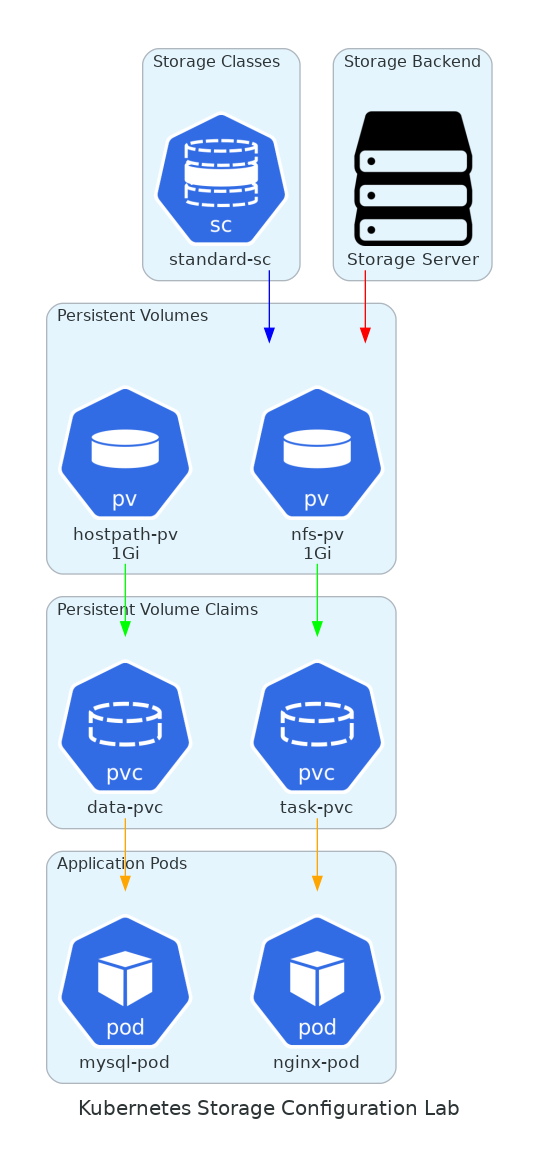 Storage Classes
Storage Backend
sc
standard-sc
Storage Server
Persistent Volumes
pv
pv
hostpath-pv
1Gi
nfs-pv
1Gi
Persistent Volume Claims
pvc
pvc
data-pvc
task-pvc
Application Pods
pod
pod
mysql-pod
nginx-pod
Kubernetes Storage Configuration Lab